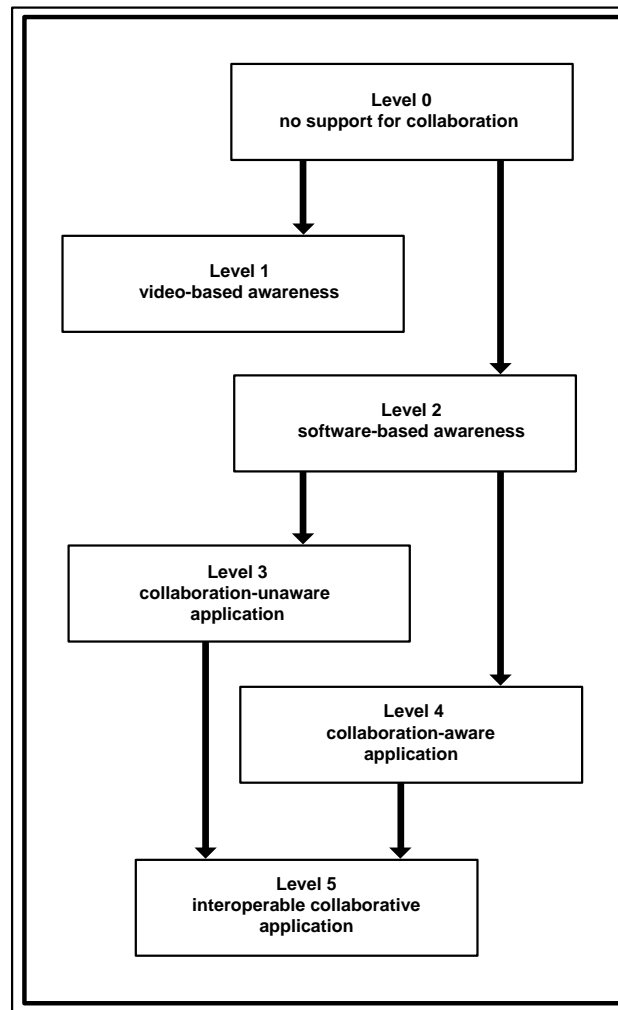 Level 0
no support for collaboration
Level 1
video-based awareness
Level 2
software-based awareness
Level 3
collaboration-unaware
application
Level 4
collaboration-aware
application
Level 5
interoperable collaborative
application